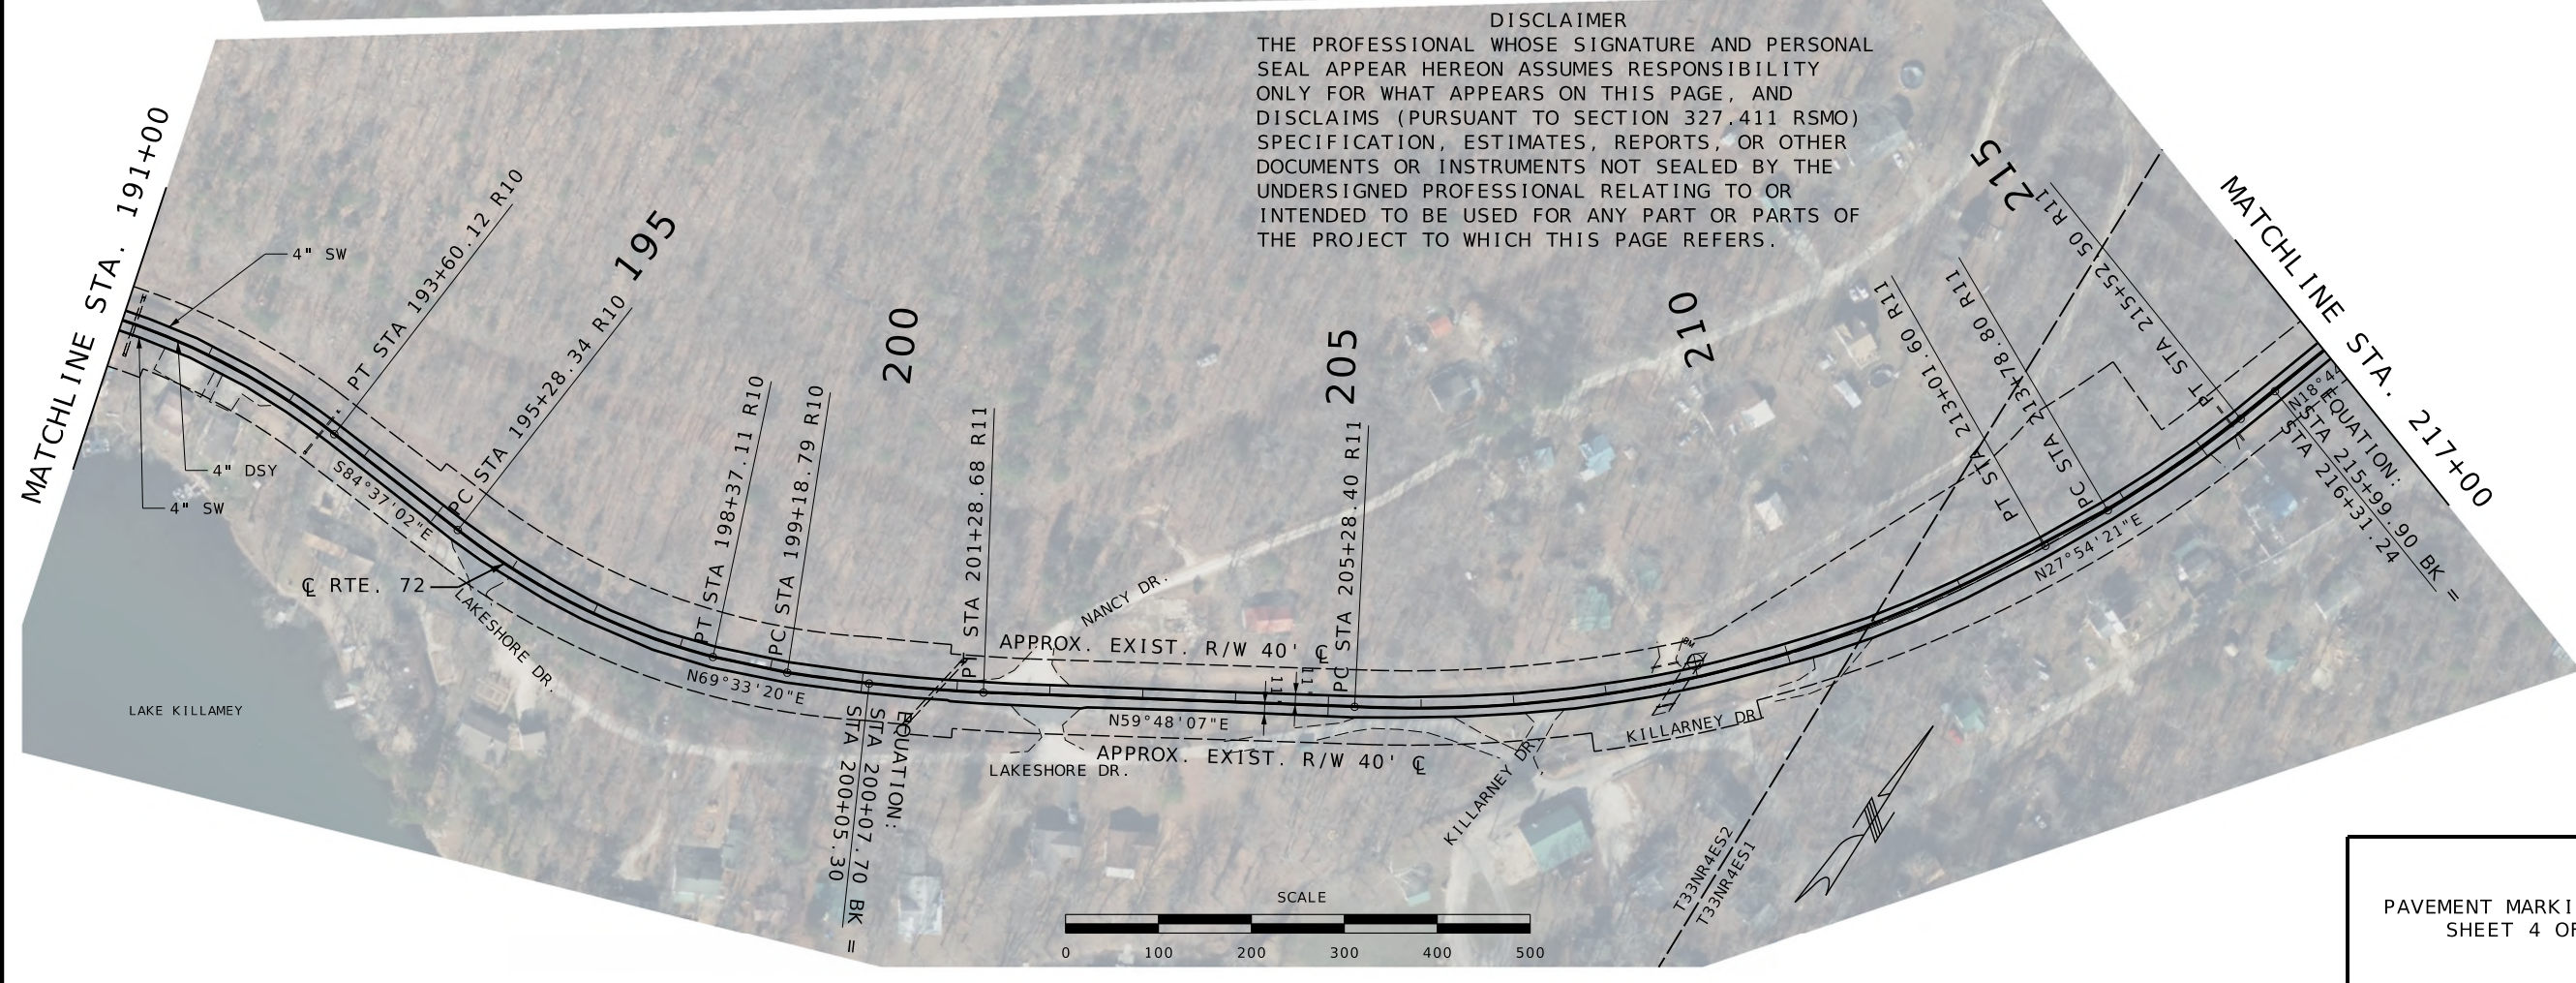 DISCLAIMER
THE PROFESSIONAL WHOSE SIGNATURE AND PERSONAL
SEAL APPEAR HEREON ASSUMES RESPONSIBILITY
ONLY FOR WHAT APPEARS ON THIS PAGE, AND
DISCLAIMS (PURSUANT TO SECTION 327.411 RSMO)
SPECIFICATION, ESTIMATES, REPORTS, OR OTHER
DOCUMENTS OR INSTRUMENTS NOT SEALED BY THE
UNDERSIGNED PROFESSIONAL RELATING TO OR
INTENDED TO BE USED FOR ANY PART OR PARTS OF
THE PROJECT TO WHICH THIS PAGE REFERS.
MATCHLINE STA. 191+00
4" SW
4" DSY
4" SW
PT STA 193+60.12 R10
S84°37'02"E
PC STA 195+28.34 R10
195
℄ RTE. 72
LAKESHORE DR.
LAKE KILLAMEY
PT STA 198+37.11 R10
PC STA 199+18.79 R10
N69°33'20"E
200
EQUATION:
STA 200+07.70 BK =
STA 200+05.30
PT STA 201+28.68 R11
NANCY DR.
APPROX. EXIST. R/W 40' ℄
N59°48'07"E
11'
11'
APPROX. EXIST. R/W 40' ℄
LAKESHORE DR.
205
PC STA 205+28.40 R11
KILLARNEY DR.
KILLARNEY DR.
210
T33NR4ES2
T33NR4ES1
PT STA 213+01.60 R11
PC STA 213+78.80 R11
N27°54'21"E
215
PT STA 215+52.50 R11
N18°44
EQUATION:
STA 215+99.90 BK =
STA 216+31.24
MATCHLINE STA. 217+00
SCALE
0 100 200 300 400 500
PAVEMENT MARKI
SHEET 4 OF